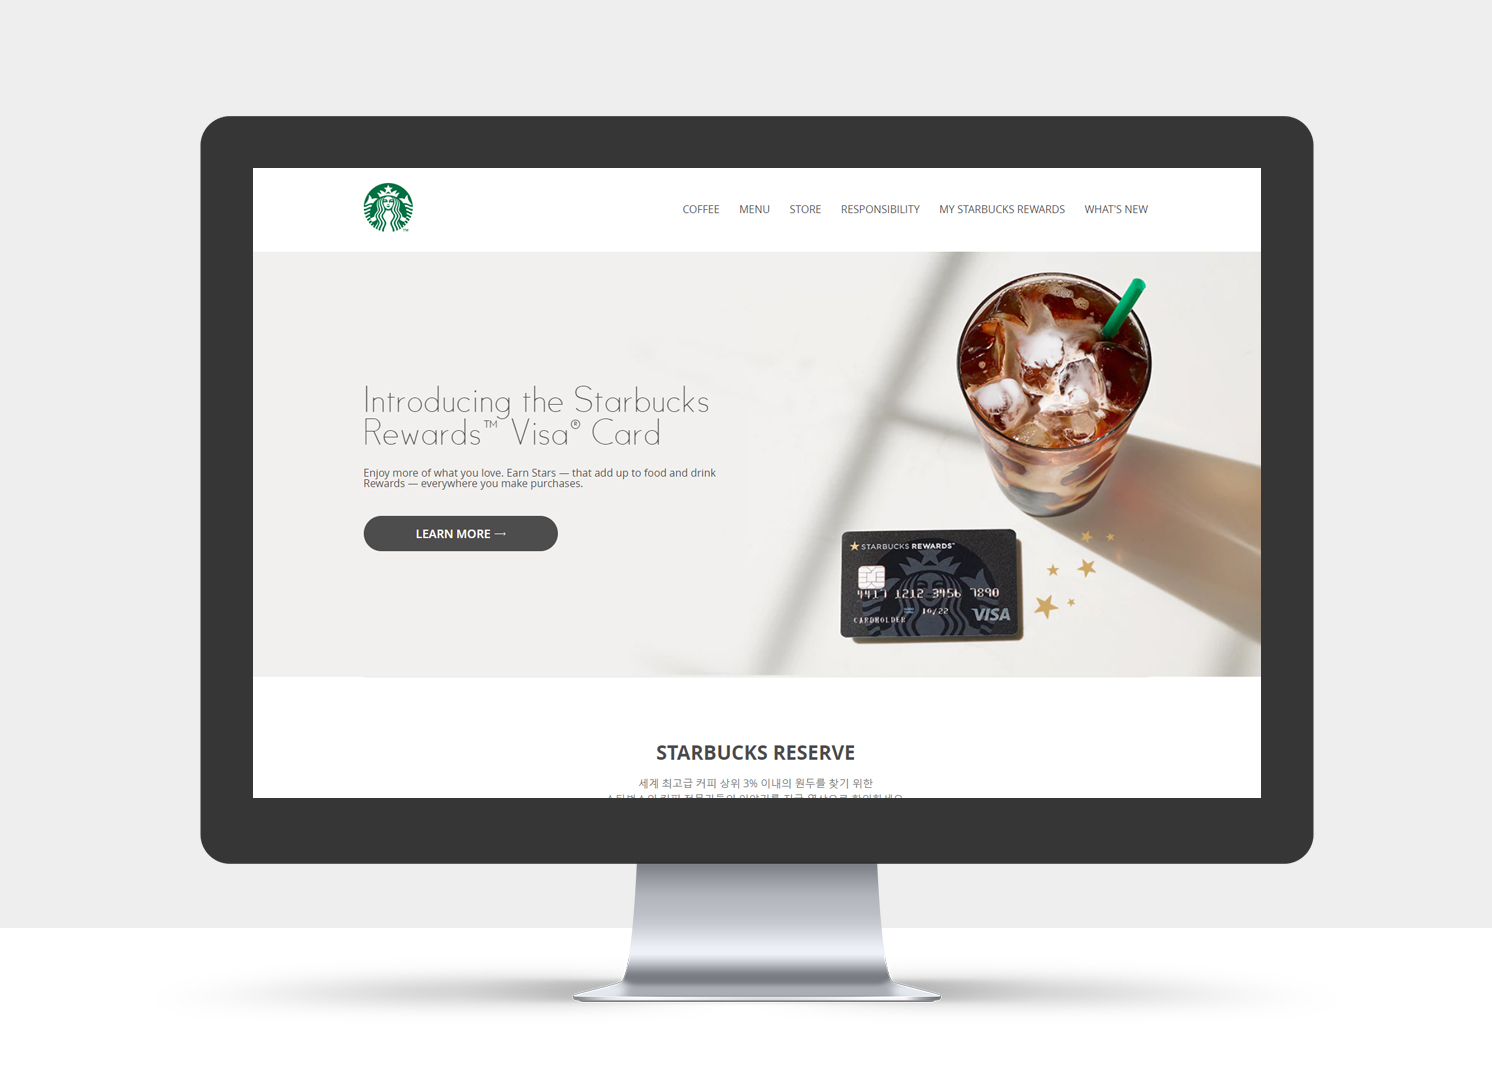 COFFEE MENU STORE RESPONSIBILITY MY STARBUCKS REWARDS WHAT'S NEW
Introducing the Starbucks
Rewards™ Visa® Card
Enjoy more of what you love. Earn Stars — that add up to food and drink
Rewards — everywhere you make purchases.
LEARN MORE →
STARBUCKS REWARDS™
4417 1212 3456 7890
10/22
CARDHOLDER
VISA
STARBUCKS RESERVE
세계 최고급 커피 상위 3% 이내의 원두를 찾기 위한